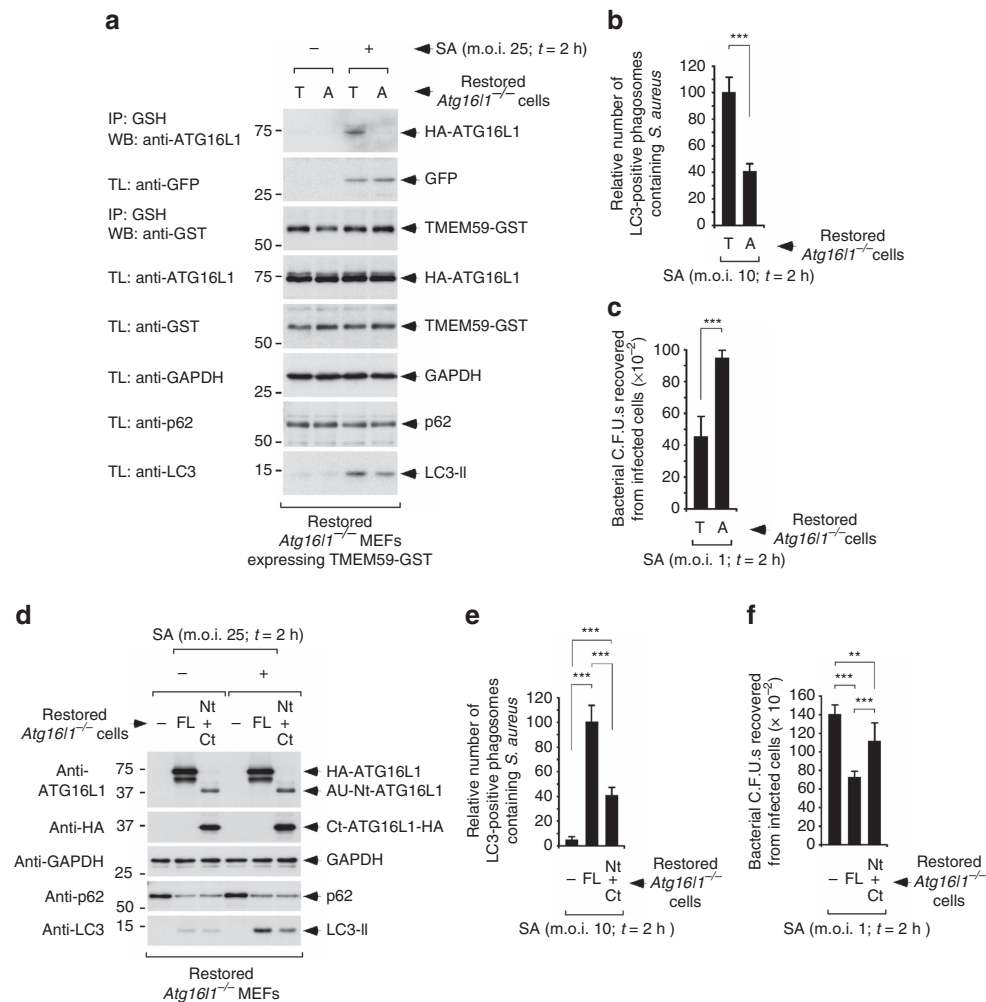 a
– +
SA (m.o.i. 25; t = 2 h)
T A T A
Restored
Atg16l1–/– cells
IP: GSH
WB: anti-ATG16L1
75
HA-ATG16L1
TL: anti-GFP
25
GFP
IP: GSH
WB: anti-GST
50
TMEM59-GST
TL: anti-ATG16L1
75
HA-ATG16L1
TL: anti-GST
50
TMEM59-GST
TL: anti-GAPDH
25
GAPDH
TL: anti-p62
50
p62
TL: anti-LC3
15
LC3-II
Restored
Atg16l1–/– MEFs
expressing TMEM59-GST
b
***
Relative number of
LC3-positive phagosomes
containing S. aureus
120
100
80
60
40
20
0
T A
Restored
Atg16l1–/– cells
SA (m.o.i. 10; t = 2 h)
c
***
Bacterial C.F.U.s recovered
from infected cells (×10–2)
100
80
60
40
20
0
T A
Restored
Atg16l1–/– cells
SA (m.o.i. 1; t = 2 h)
d
SA (m.o.i. 25; t = 2 h)
– +
Restored
Atg16l1–/–
cells
– FL Nt + Ct – FL Nt + Ct
Anti-
ATG16L1
75
37
HA-ATG16L1
AU-Nt-ATG16L1
Anti-HA
37
Ct-ATG16L1-HA
Anti-GAPDH
25
GAPDH
Anti-p62
50
p62
Anti-LC3
15
LC3-II
Restored
Atg16l1–/– MEFs
e
***
***
***
Relative number of
LC3-positive phagosomes
containing S. aureus
120
100
80
60
40
20
0
– FL Nt + Ct
Restored
Atg16l1–/–
cells
SA (m.o.i. 10; t = 2 h )
f
**
***
***
Bacterial C.F.U.s recovered
from infected cells (× 10–2)
160
140
120
100
80
60
40
20
0
– FL Nt + Ct
SA (m.o.i. 1; t = 2 h )